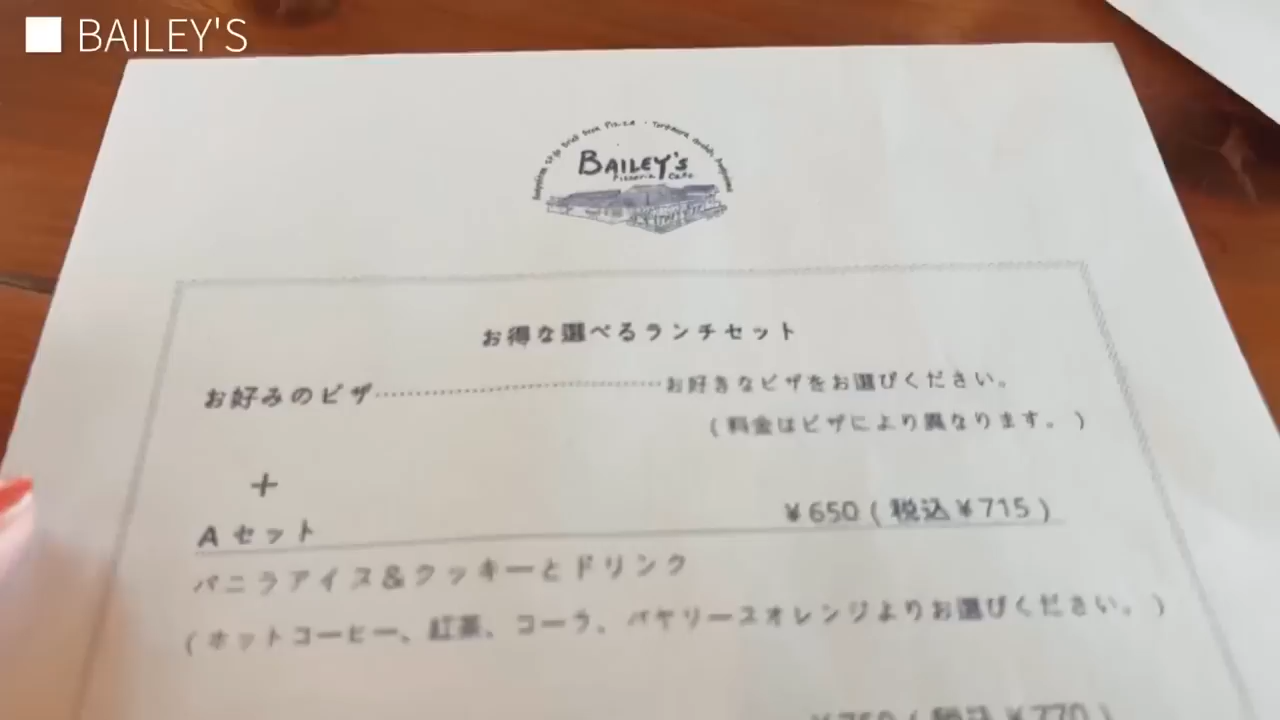 BAILEY'S
BAILEY'S
Pizzeria Cafe
お得な選べるランチセット
お好みのピザ……………………………お好きなピザをお選びください。
(料金はピザにより異なります。)
+
Aセット ¥650(税込¥715)
バニラアイス&クッキーとドリンク
(ホットコーヒー、紅茶、コーラ、バヤリースオレンジよりお選びください。)
¥750(税込¥770)